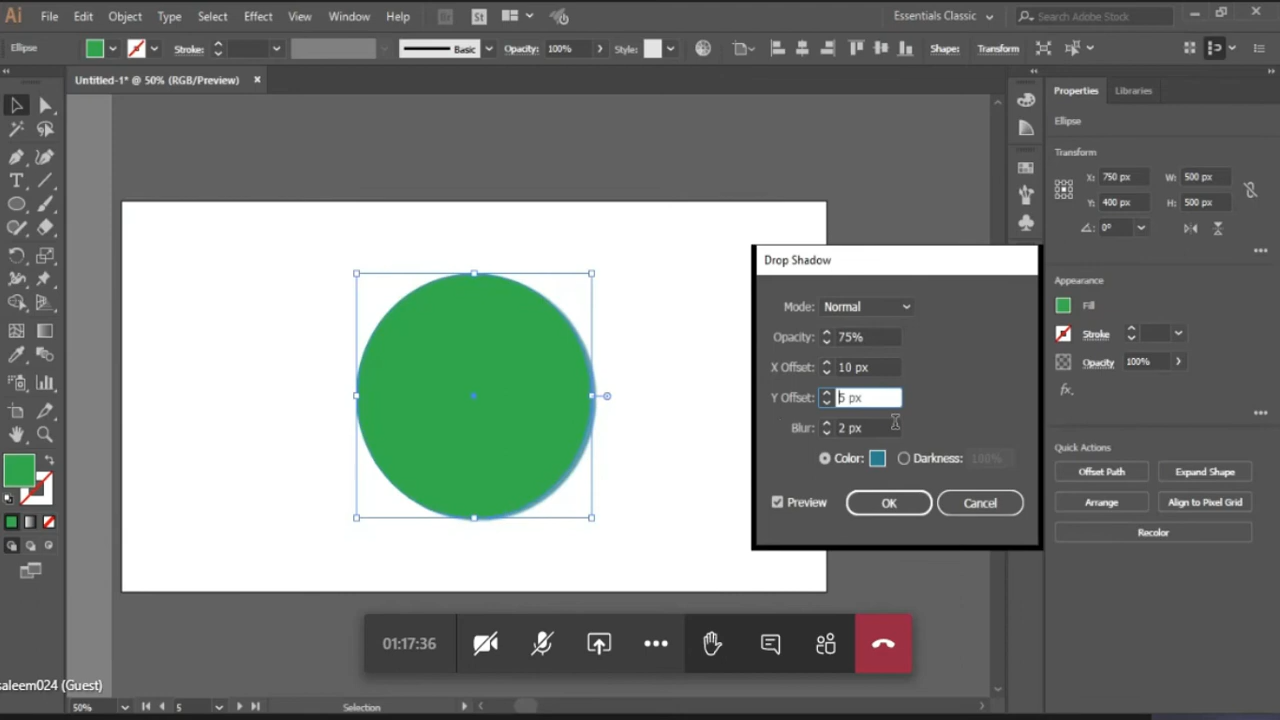 Ai File Edit Object Type Select Effect View Window Help Br St Essentials Classic Search Adobe Stock
Ellipse Stroke: Basic Opacity: 100% Style: Shape: Transform
Untitled-1* @ 50% (RGB/Preview) ×
Properties Libraries
Ellipse
Transform
X: 750 px W: 500 px
Y: 400 px H: 500 px
0°
Appearance
Fill
Stroke
Opacity 100%
fx.
Quick Actions
Offset Path Expand Shape
Arrange Align to Pixel Grid
Recolor
Drop Shadow
Mode: Normal
Opacity: 75%
X Offset: 10 px
Y Offset: 5 px
Blur: 2 px
Color: Darkness: 100%
Preview OK Cancel
01:17:36
saleem024 (Guest)
50% 5 Selection